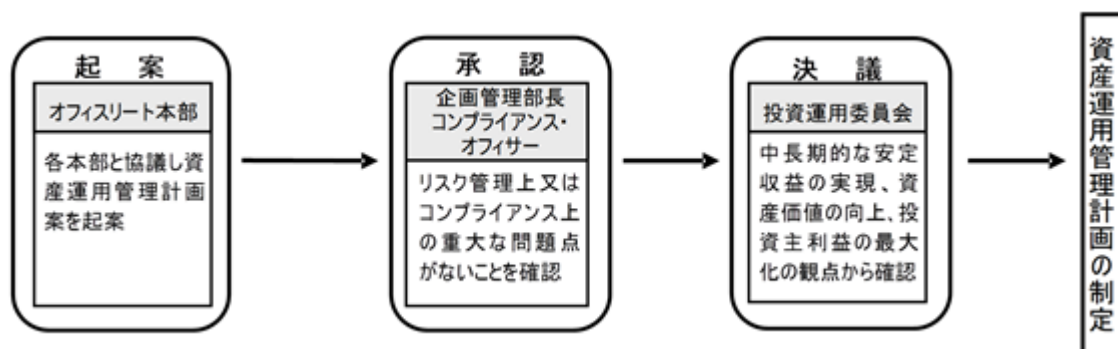 起　案
オフィスリート本部
各本部と協議し資
産運用管理計画
案を起案
承　認
企画管理部長
コンプライアンス・
オフィサー
リスク管理上又は
コンプライアンス上
の重大な問題点
がないことを確認
決　議
投資運用委員会
中長期的な安定
収益の実現、資
産価値の向上、投
資主利益の最大
化の観点から確認
資産運用管理計画の制定